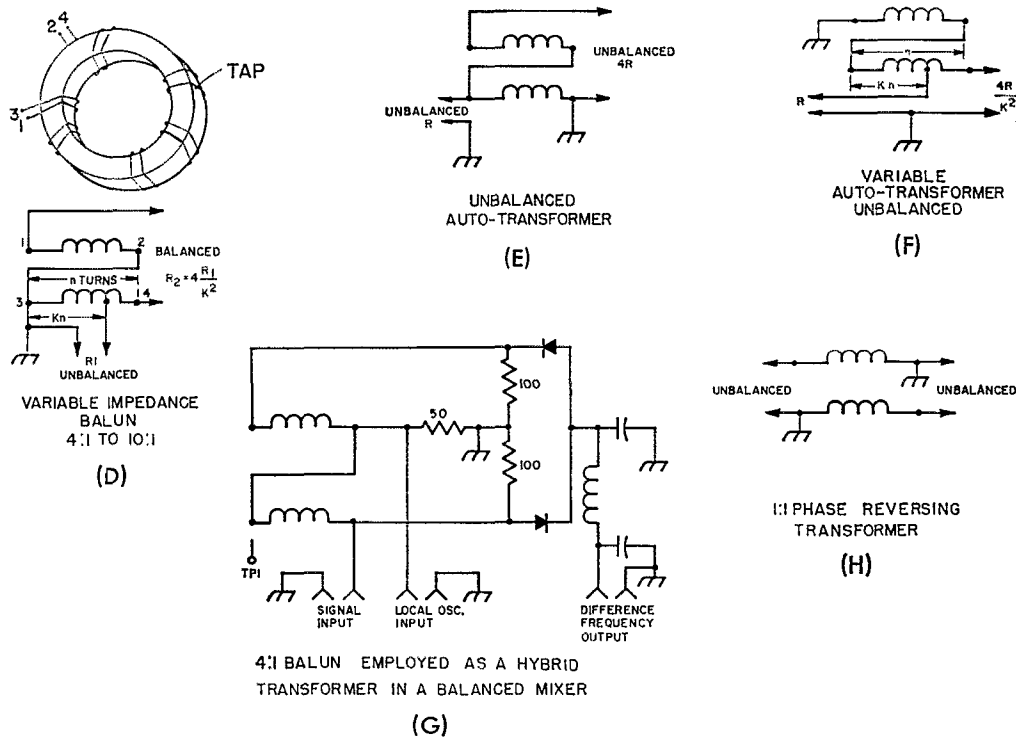 2 4
TAP
3
1
1
2
BALANCED
n TURNS
R2=4 R1/K2
3
4
Kn
R1
UNBALANCED
VARIABLE IMPEDANCE
BALUN
4:1 TO 10:1
(D)
UNBALANCED
4R
UNBALANCED
R
UNBALANCED
AUTO-TRANSFORMER
(E)
n
Kn
R
4R/K2
VARIABLE
AUTO-TRANSFORMER
UNBALANCED
(F)
50
100
100
TP1
SIGNAL
INPUT
LOCAL OSC.
INPUT
DIFFERENCE
FREQUENCY
OUTPUT
4:1 BALUN EMPLOYED AS A HYBRID
TRANSFORMER IN A BALANCED MIXER
(G)
UNBALANCED
UNBALANCED
1:1 PHASE REVERSING
TRANSFORMER
(H)